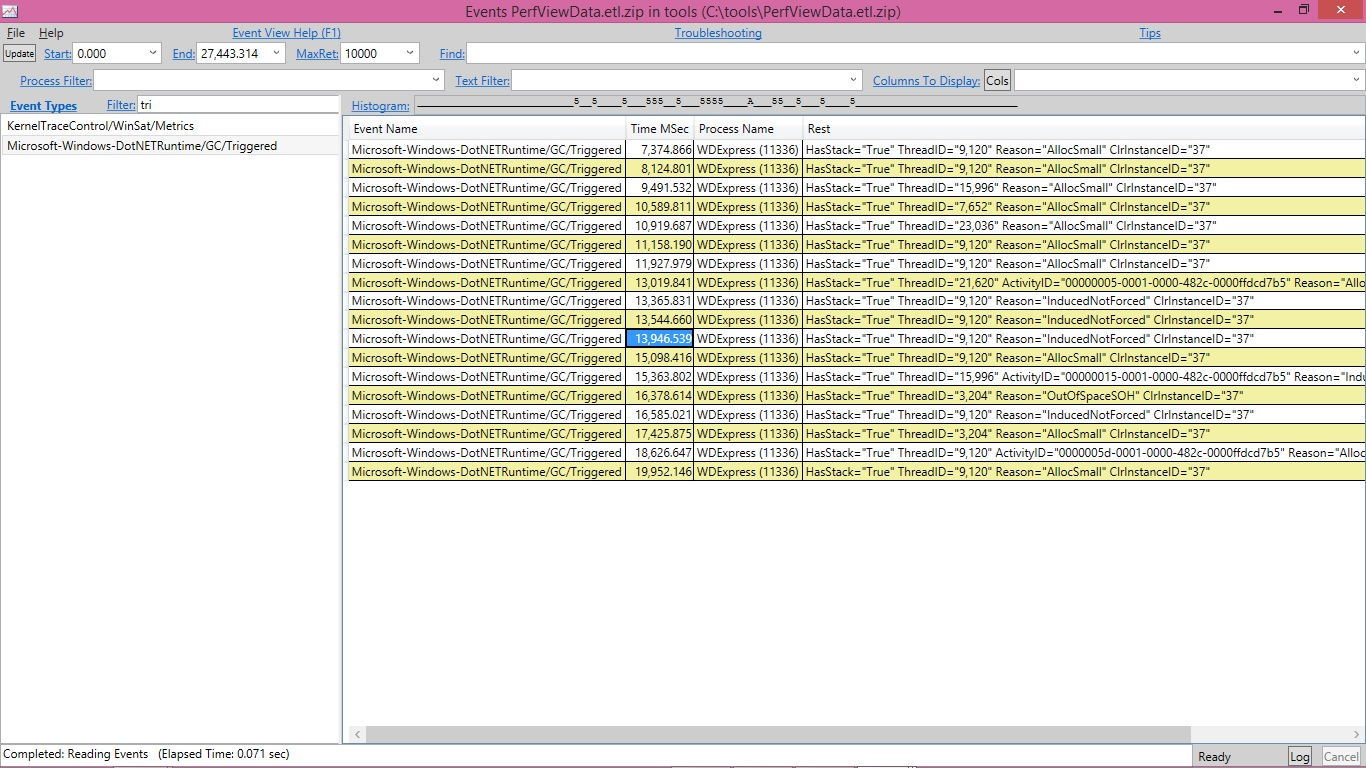 Events PerfViewData.etl.zip in tools (C:\tools\PerfViewData.etl.zip)
File Help Event View Help (F1) Troubleshooting Tips
Update Start: 0.000 End: 27,443.314 MaxRet: 10000 Find:
Process Filter: Text Filter: Columns To Display: Cols
Event Types Filter: tri Histogram: ___________________________5__5____5___555__5___5555____A___55__5___5____5___________________________
KernelTraceControl/WinSat/Metrics
Microsoft-Windows-DotNETRuntime/GC/Triggered
Event Name Time MSec Process Name Rest
Microsoft-Windows-DotNETRuntime/GC/Triggered 7,374.866 WDExpress (11336) HasStack="True" ThreadID="9,120" Reason="AllocSmall" ClrInstanceID="37"
Microsoft-Windows-DotNETRuntime/GC/Triggered 8,124.801 WDExpress (11336) HasStack="True" ThreadID="9,120" Reason="AllocSmall" ClrInstanceID="37"
Microsoft-Windows-DotNETRuntime/GC/Triggered 9,491.532 WDExpress (11336) HasStack="True" ThreadID="15,996" Reason="AllocSmall" ClrInstanceID="37"
Microsoft-Windows-DotNETRuntime/GC/Triggered 10,589.811 WDExpress (11336) HasStack="True" ThreadID="7,652" Reason="AllocSmall" ClrInstanceID="37"
Microsoft-Windows-DotNETRuntime/GC/Triggered 10,919.687 WDExpress (11336) HasStack="True" ThreadID="23,036" Reason="AllocSmall" ClrInstanceID="37"
Microsoft-Windows-DotNETRuntime/GC/Triggered 11,158.190 WDExpress (11336) HasStack="True" ThreadID="9,120" Reason="AllocSmall" ClrInstanceID="37"
Microsoft-Windows-DotNETRuntime/GC/Triggered 11,927.979 WDExpress (11336) HasStack="True" ThreadID="9,120" Reason="AllocSmall" ClrInstanceID="37"
Microsoft-Windows-DotNETRuntime/GC/Triggered 13,019.841 WDExpress (11336) HasStack="True" ThreadID="21,620" ActivityID="00000005-0001-0000-482c-0000ffdcd7b5" Reason="Allo
Microsoft-Windows-DotNETRuntime/GC/Triggered 13,365.831 WDExpress (11336) HasStack="True" ThreadID="9,120" Reason="InducedNotForced" ClrInstanceID="37"
Microsoft-Windows-DotNETRuntime/GC/Triggered 13,544.660 WDExpress (11336) HasStack="True" ThreadID="9,120" Reason="InducedNotForced" ClrInstanceID="37"
Microsoft-Windows-DotNETRuntime/GC/Triggered 13,946.539 WDExpress (11336) HasStack="True" ThreadID="9,120" Reason="InducedNotForced" ClrInstanceID="37"
Microsoft-Windows-DotNETRuntime/GC/Triggered 15,098.416 WDExpress (11336) HasStack="True" ThreadID="9,120" Reason="AllocSmall" ClrInstanceID="37"
Microsoft-Windows-DotNETRuntime/GC/Triggered 15,363.802 WDExpress (11336) HasStack="True" ThreadID="15,996" ActivityID="00000015-0001-0000-482c-0000ffdcd7b5" Reason="Indu
Microsoft-Windows-DotNETRuntime/GC/Triggered 16,378.614 WDExpress (11336) HasStack="True" ThreadID="3,204" Reason="OutOfSpaceSOH" ClrInstanceID="37"
Microsoft-Windows-DotNETRuntime/GC/Triggered 16,585.021 WDExpress (11336) HasStack="True" ThreadID="9,120" Reason="InducedNotForced" ClrInstanceID="37"
Microsoft-Windows-DotNETRuntime/GC/Triggered 17,425.875 WDExpress (11336) HasStack="True" ThreadID="3,204" Reason="AllocSmall" ClrInstanceID="37"
Microsoft-Windows-DotNETRuntime/GC/Triggered 18,626.647 WDExpress (11336) HasStack="True" ThreadID="9,120" ActivityID="0000005d-0001-0000-482c-0000ffdcd7b5" Reason="Alloc
Microsoft-Windows-DotNETRuntime/GC/Triggered 19,952.146 WDExpress (11336) HasStack="True" ThreadID="9,120" Reason="AllocSmall" ClrInstanceID="37"
Completed: Reading Events (Elapsed Time: 0.071 sec) Ready Log Cancel